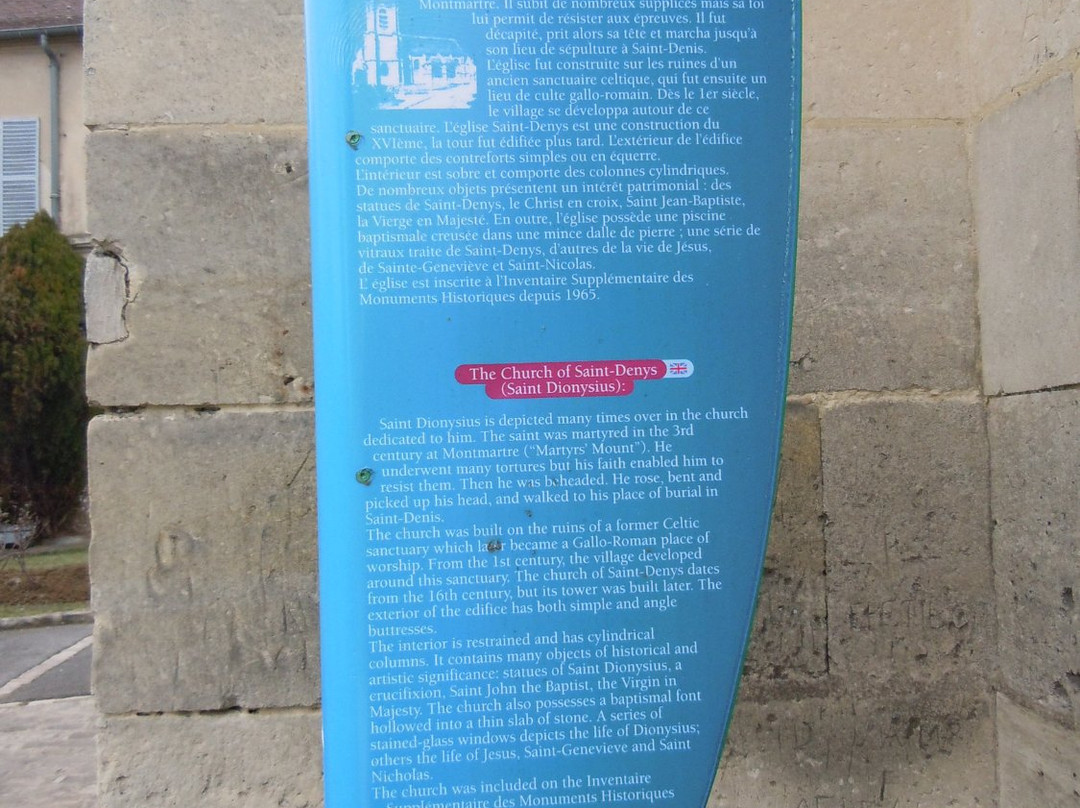 Montmartre. Il subit de nombreux supplices mais sa foi
lui permit de résister aux épreuves. Il fut
décapité, prit alors sa tête et marcha jusqu'à
son lieu de sépulture à Saint-Denis.
L'église fut construite sur les ruines d'un
ancien sanctuaire celtique, qui fut ensuite un
lieu de culte gallo-romain. Dès le 1er siècle,
le village se développa autour de ce
sanctuaire. L'église Saint-Denys est une construction du
XVIème, la tour fut édifiée plus tard. L'extérieur de l'édifice
comporte des contreforts simples ou en équerre.
L'intérieur est sobre et comporte des colonnes cylindriques.
De nombreux objets présentent un intérêt patrimonial : des
statues de Saint-Denys, le Christ en croix, Saint Jean-Baptiste,
la Vierge en Majesté. En outre, l'église possède une piscine
baptismale creusée dans une mince dalle de pierre ; une série de
vitraux traite de Saint-Denys, d'autres de la vie de Jésus,
de Sainte-Geneviève et Saint-Nicolas.
L' église est inscrite à l'Inventaire Supplémentaire des
Monuments Historiques depuis 1965.
The Church of Saint-Denys
(Saint Dionysius):
Saint Dionysius is depicted many times over in the church
dedicated to him. The saint was martyred in the 3rd
century at Montmartre ("Martyrs' Mount"). He
underwent many tortures but his faith enabled him to
resist them. Then he was beheaded. He rose, bent and
picked up his head, and walked to his place of burial in
Saint-Denis.
The church was built on the ruins of a former Celtic
sanctuary which later became a Gallo-Roman place of
worship. From the 1st century, the village developed
around this sanctuary. The church of Saint-Denys dates
from the 16th century, but its tower was built later. The
exterior of the edifice has both simple and angle
buttresses.
The interior is restrained and has cylindrical
columns. It contains many objects of historical and
artistic significance: statues of Saint Dionysius, a
crucifixion, Saint John the Baptist, the Virgin in
Majesty. The church also possesses a baptismal font
hollowed into a thin slab of stone. A series of
stained-glass windows depicts the life of Dionysius;
others the life of Jesus, Saint-Genevieve and Saint
Nicholas.
The church was included on the Inventaire
Supplémentaire des Monuments Historiques